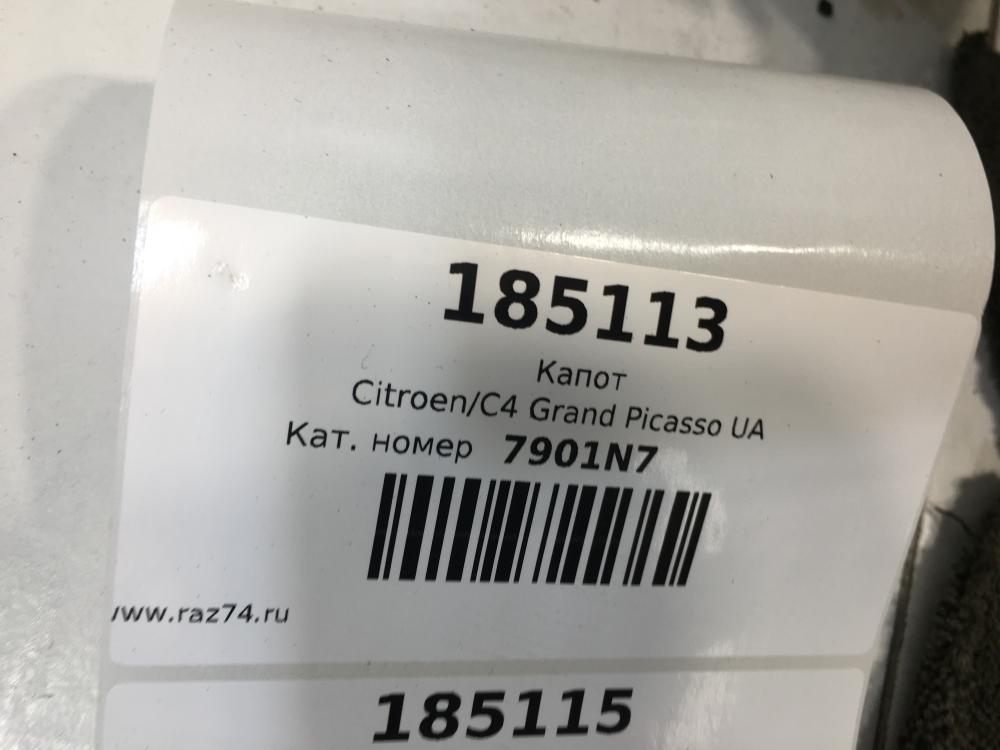 185113
Капот
Citroen/C4 Grand Picasso UA
Кат. номер 7901N7
www.raz74.ru
185115